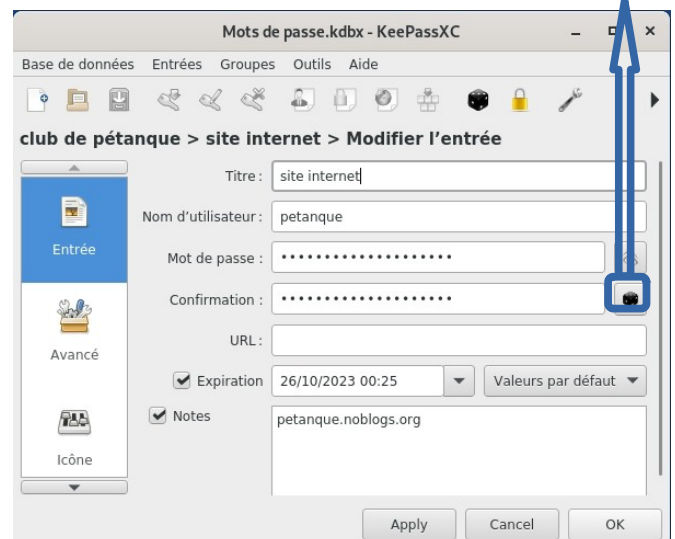 Mots de passe.kdbx - KeePassXC
Base de données Entrées Groupes Outils Aide
club de pétanque > site internet > Modifier l’entrée
Entrée
Avancé
Icône
Titre : site internet
Nom d’utilisateur : petanque
Mot de passe : ••••••••••••••••••••
Confirmation : ••••••••••••••••••••
URL :
Expiration 26/10/2023 00:25 Valeurs par défaut
Notes petanque.noblogs.org
Apply Cancel OK